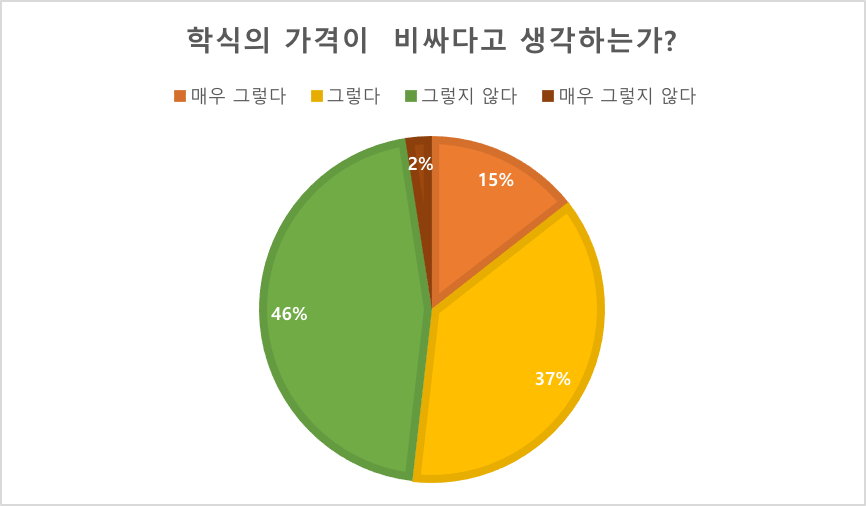 학식의 가격이 비싸다고 생각하는가?
매우 그렇다 그렇다 그렇지 않다 매우 그렇지 않다
2%
15%
46%
37%